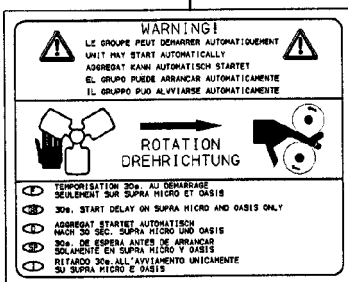 WARNING!
LE GROUPE PEUT DEMARRER AUTOMATIQUEMENT
UNIT MAY START AUTOMATICALLY
AGGREGAT KANN AUTOMATISCH STARTET
EL GRUPO PUEDE ARRANCAR AUTOMATICAMENTE
IL GRUPPO PUO ALVVIARSE AUTOMATICAMENTE
ROTATION
DREHRICHTUNG
F TEMPORISATION 30s. AU DEMARRAGE
SEULEMENT SUR SUPRA MICRO ET OASIS
GB 30s. START DELAY ON SUPRA MICRO AND OASIS ONLY
D AGGREGAT STARTET AUTOMATISCH
NACH 30 SEC. SUPRA MICRO UND OASIS
SP 30s. DE ESPERA ANTES DE ARRANCAR
SOLAMENTE EN SUPRA MICRO Y OASIS
I RITARDO 30s.ALL'AVVIAMENTO UNICAMENTE
SU SUPRA MICRO E OASIS